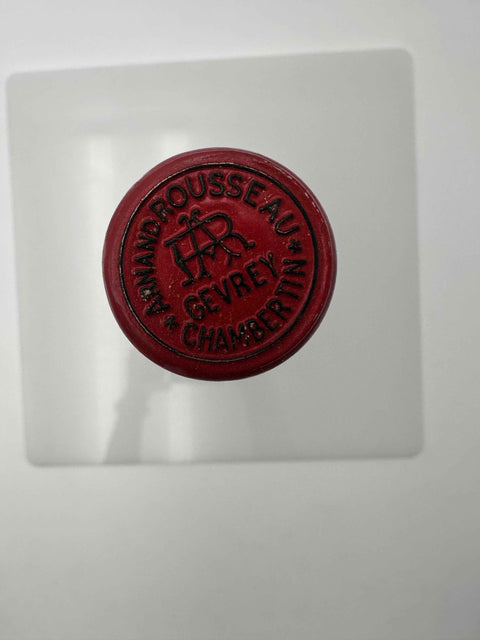 * ARMAND ROUSSEAU *
AR
GEVREY
CHAMBERTIN